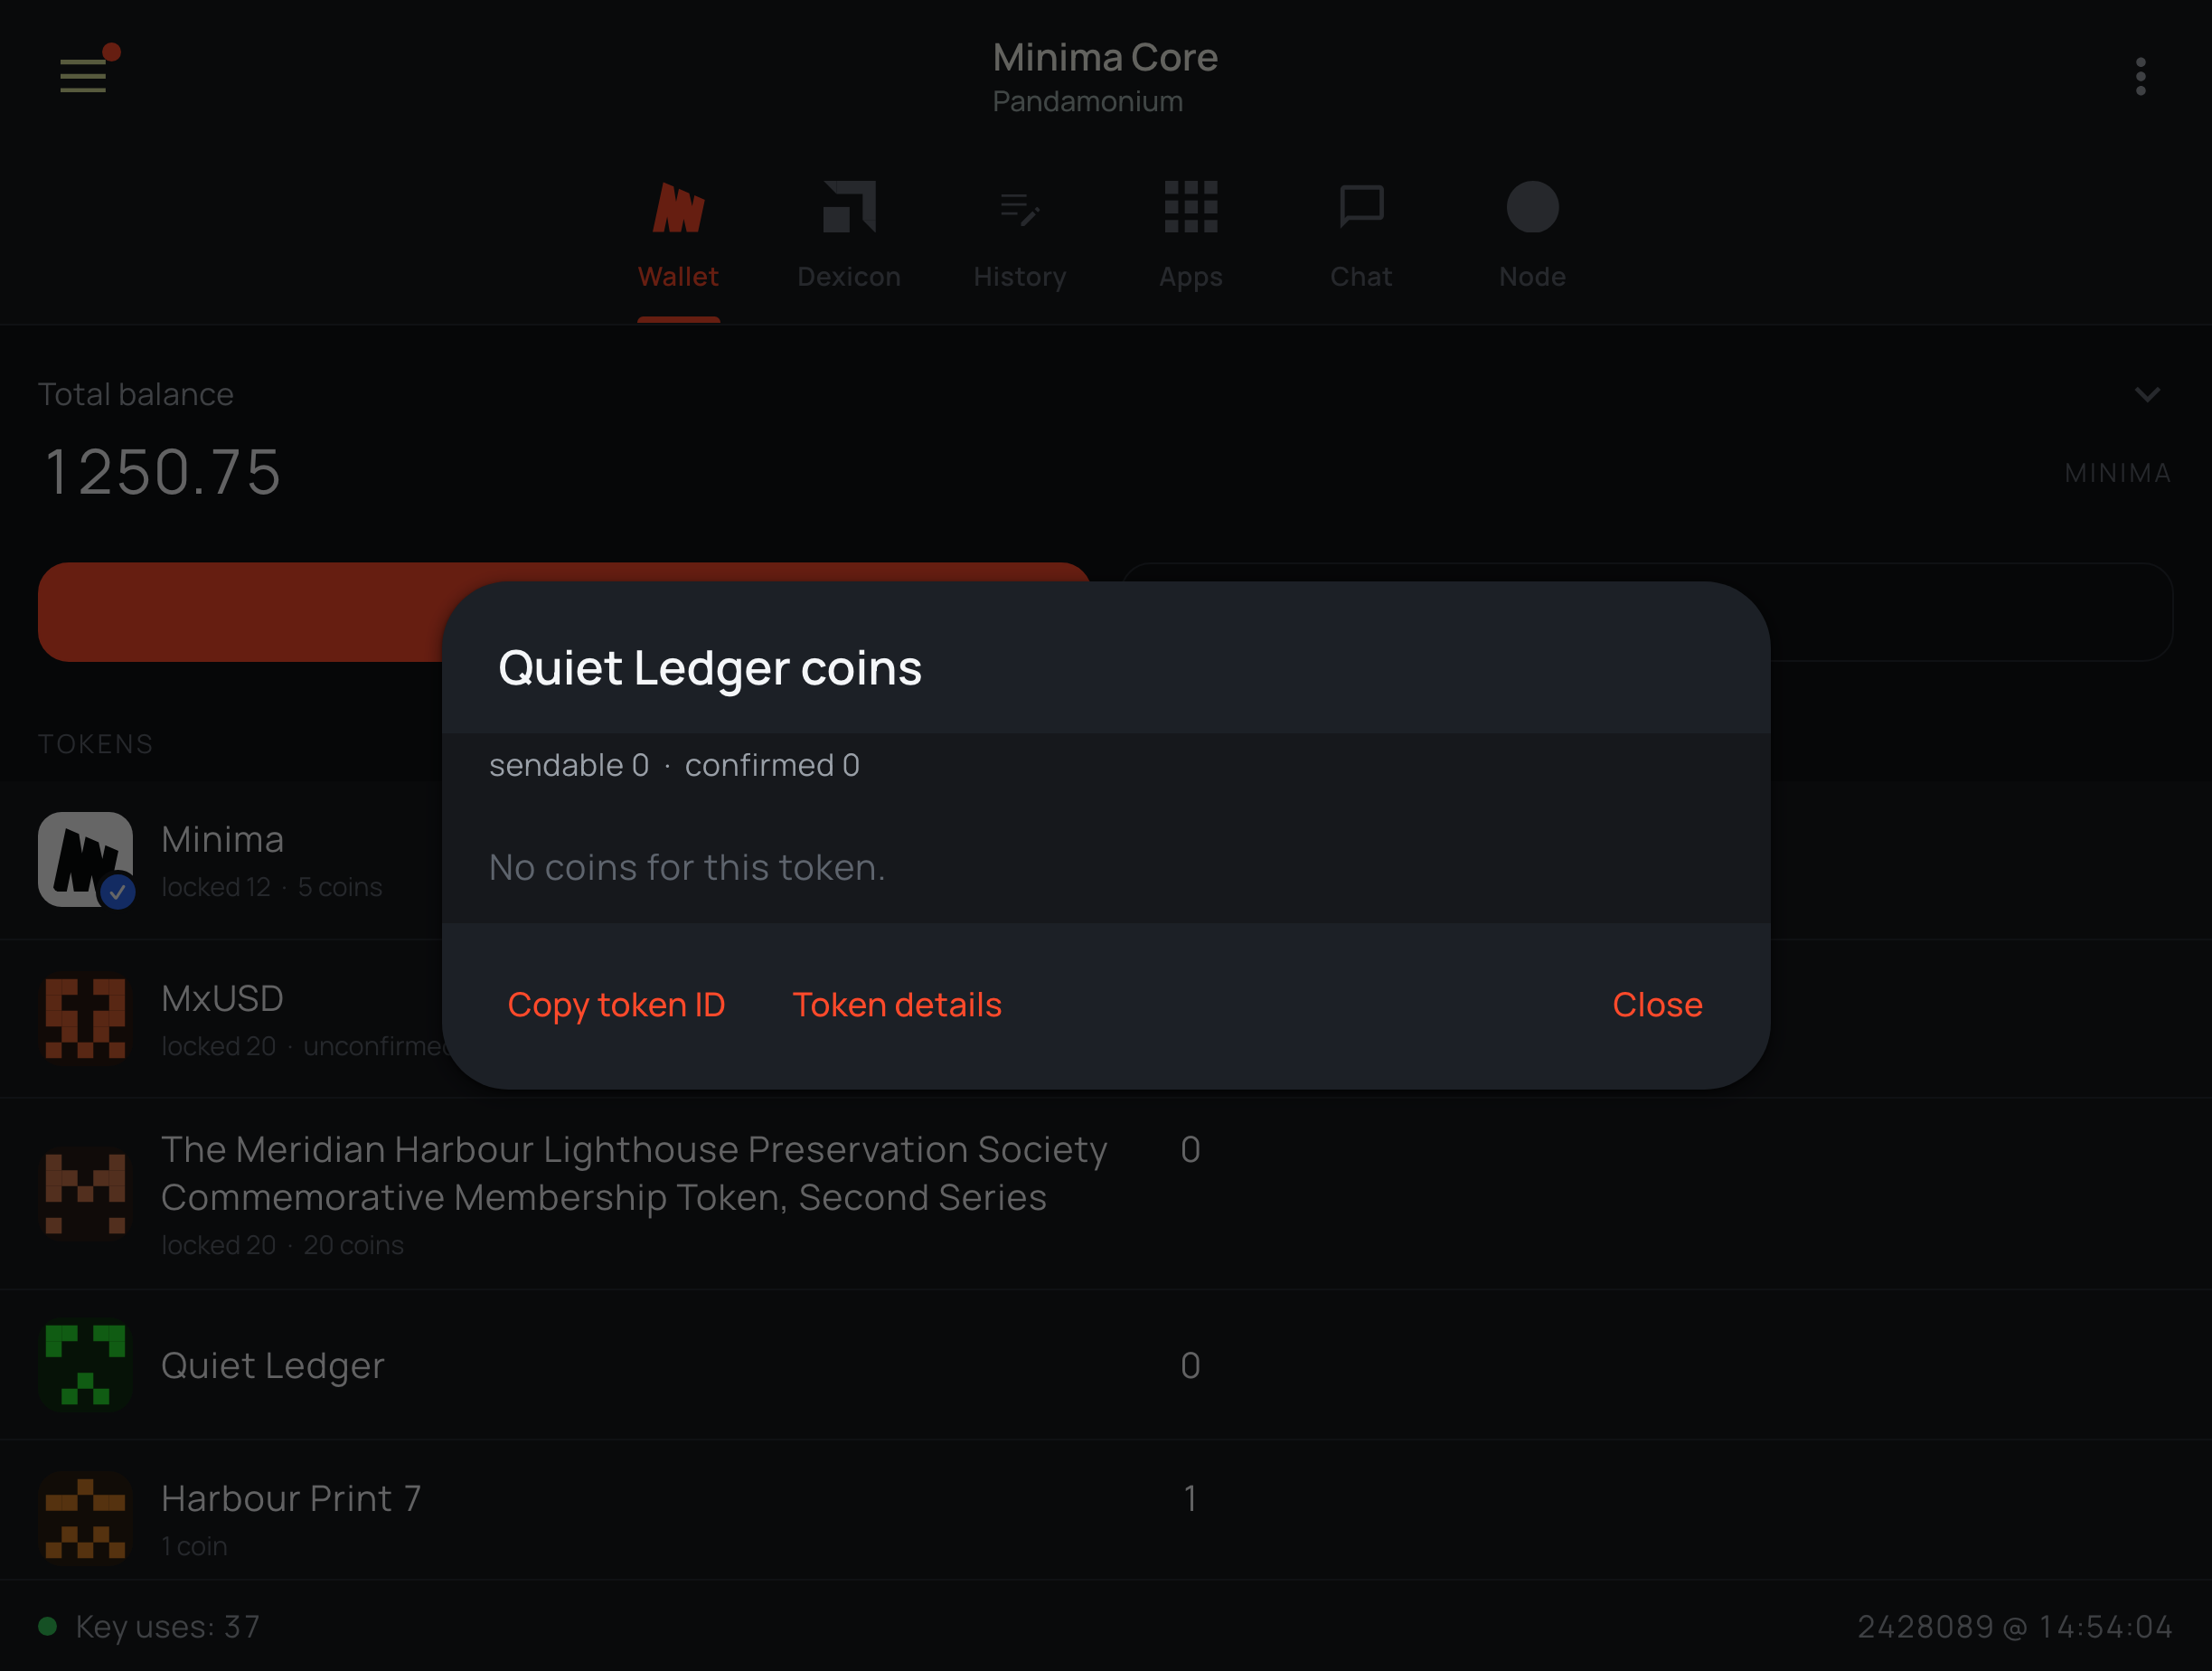 Minima Core
Pandamonium
Wallet
Dexicon
History
Apps
Chat
Node
Total balance
1250.75
MINIMA
Quiet Ledger coins
sendable 0 · confirmed 0
No coins for this token.
Copy token ID
Token details
Close
TOKENS
Minima
locked 12 · 5 coins
MxUSD
locked 20 ·
The Meridian Harbour Lighthouse Preservation Society
Commemorative Membership Token, Second Series
0
locked 20 · 20 coins
Quiet Ledger
0
Harbour Print 7
1
1 coin
Key uses: 37
2428089 @ 14:54:04